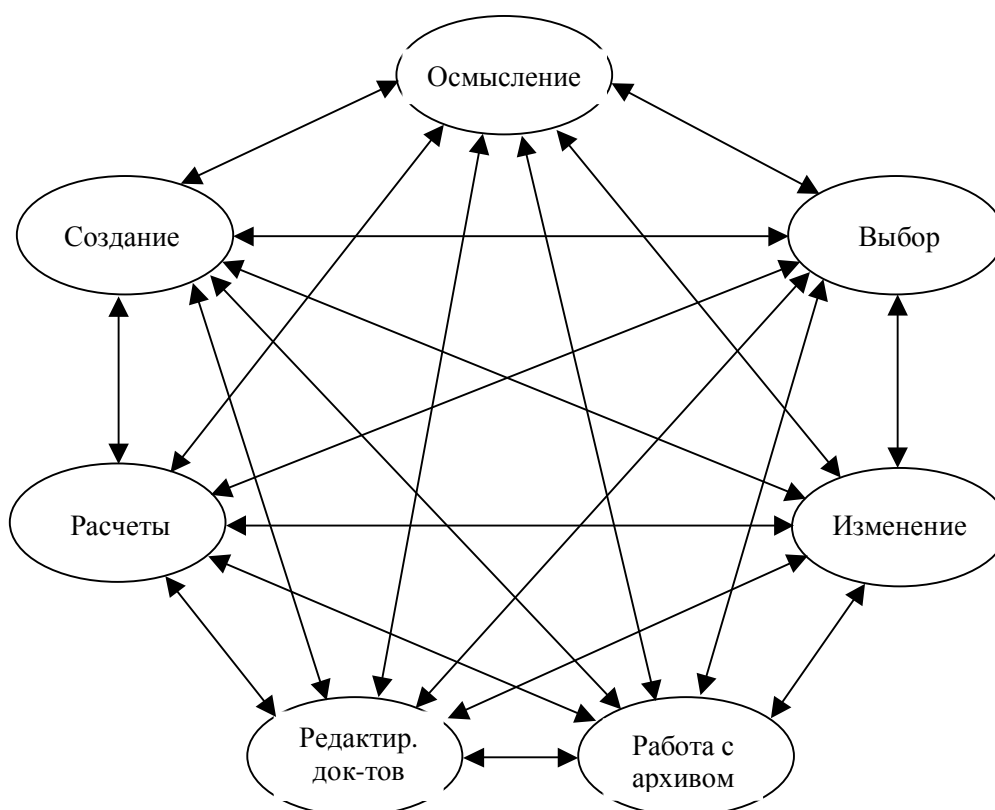 Осмысление
Создание
Выбор
Расчеты
Изменение
Редактир.
док-тов
Работа с
архивом